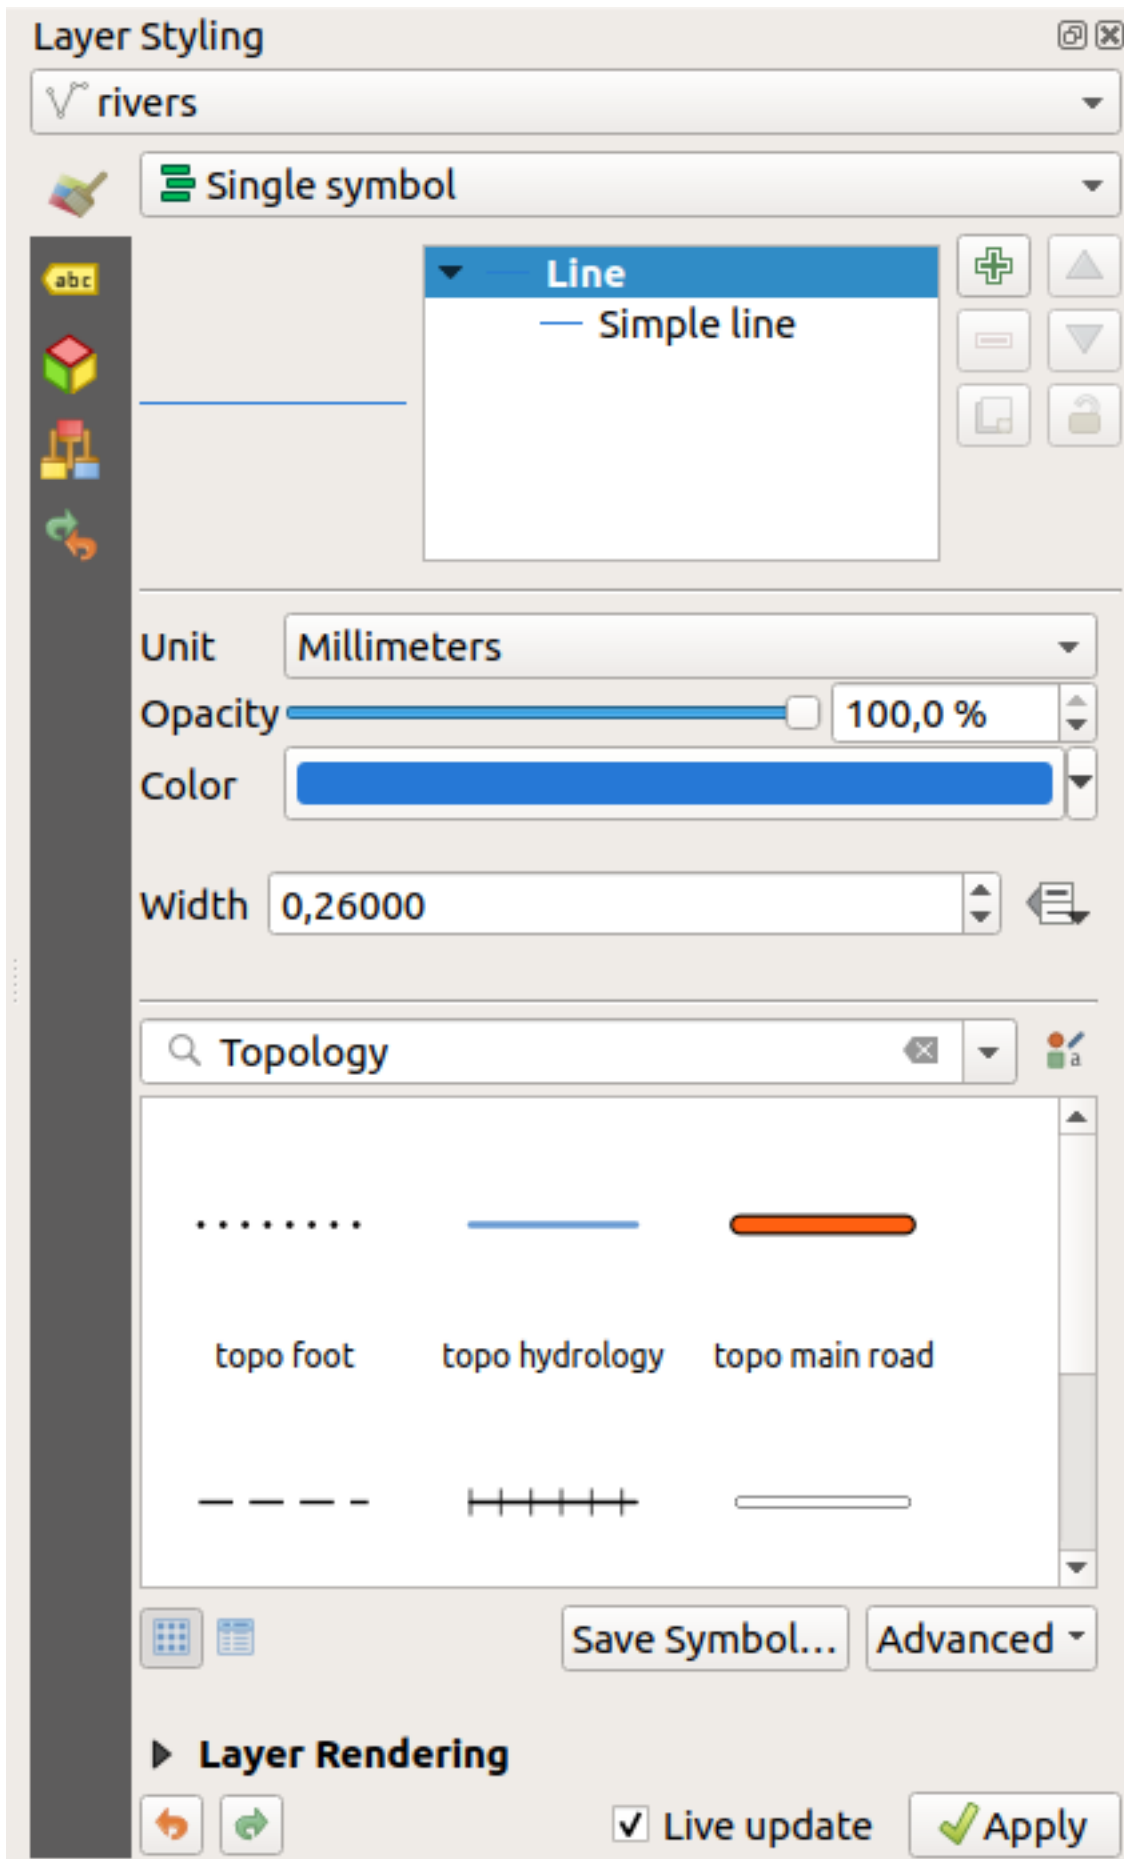 Layer Styling
rivers
Single symbol
abc
Line
Simple line
Unit Millimeters
Opacity 100,0 %
Color
Width 0,26000
Topology
a
topo foot topo hydrology topo main road
Save Symbol... Advanced
Layer Rendering
Live update Apply